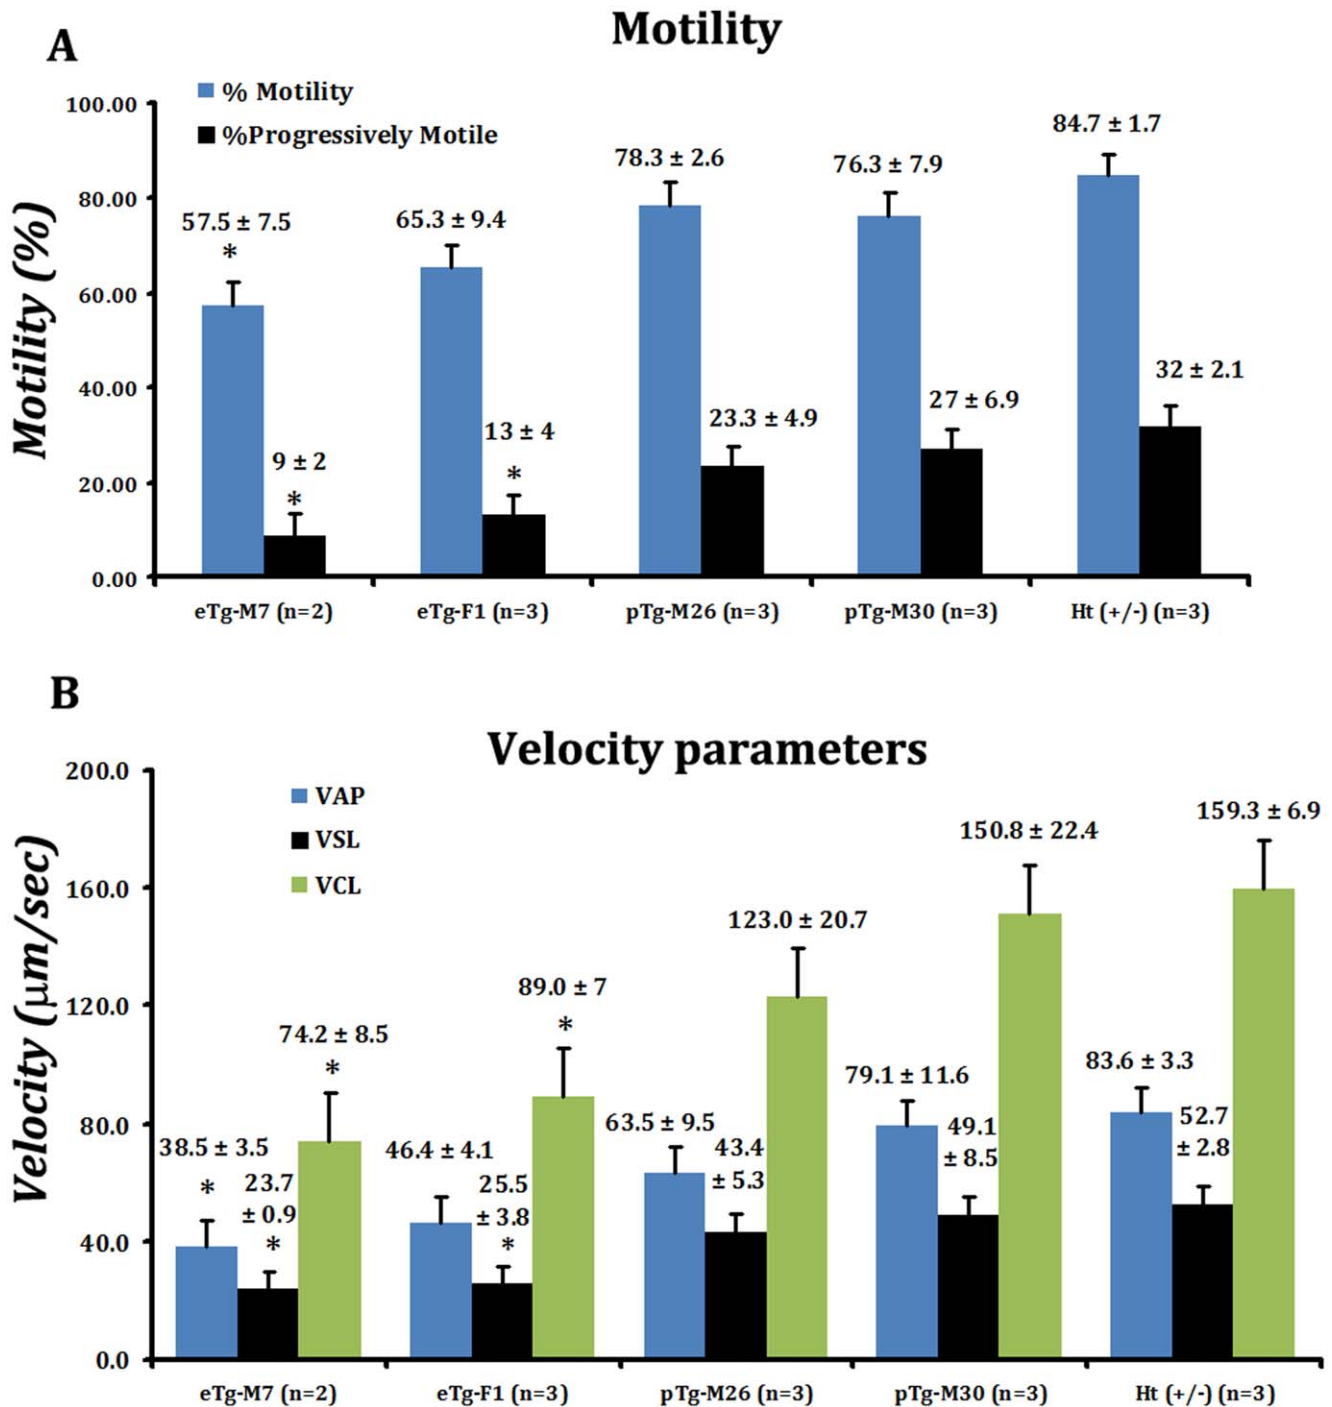 A
Motility
% Motility
%Progressively Motile
Motility (%)
100.00
80.00
60.00
40.00
20.00
0.00
57.5 ± 7.5
*
9 ± 2
*
65.3 ± 9.4
13 ± 4
*
78.3 ± 2.6
23.3 ± 4.9
76.3 ± 7.9
27 ± 6.9
84.7 ± 1.7
32 ± 2.1
eTg-M7 (n=2)
eTg-F1 (n=3)
pTg-M26 (n=3)
pTg-M30 (n=3)
Ht (+/-) (n=3)
B
Velocity parameters
VAP
VSL
VCL
Velocity (µm/sec)
200.0
160.0
120.0
80.0
40.0
0.0
38.5 ± 3.5
*
23.7
± 0.9
*
74.2 ± 8.5
*
46.4 ± 4.1
25.5
± 3.8
*
89.0 ± 7
*
63.5 ± 9.5
43.4
± 5.3
123.0 ± 20.7
79.1 ± 11.6
49.1
± 8.5
150.8 ± 22.4
83.6 ± 3.3
52.7
± 2.8
159.3 ± 6.9
eTg-M7 (n=2)
eTg-F1 (n=3)
pTg-M26 (n=3)
pTg-M30 (n=3)
Ht (+/-) (n=3)